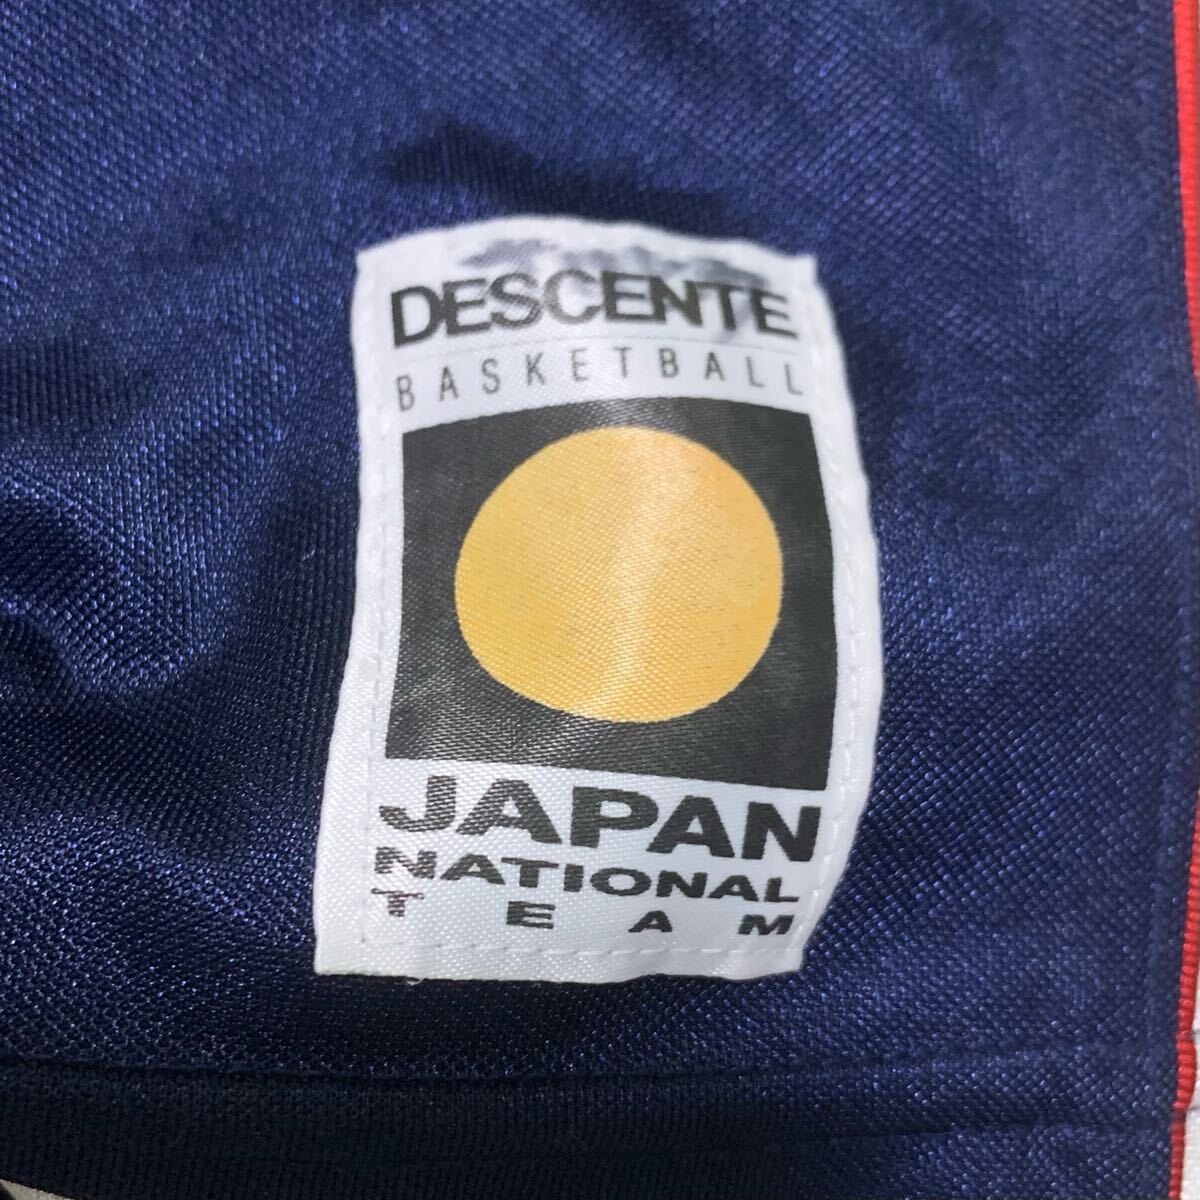 DESCENTE
BASKETBALL
JAPAN
NATIONAL
TEAM